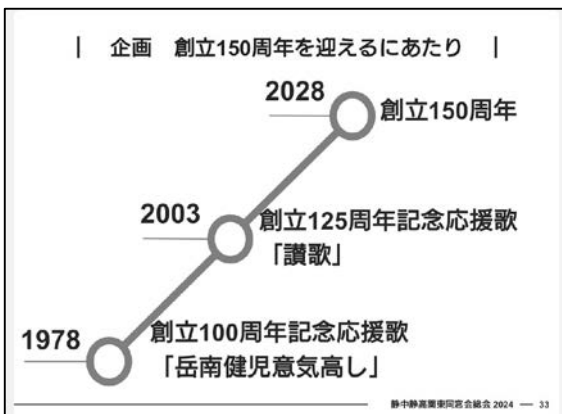 | 企画 創立150周年を迎えるにあたり |
2028
創立150周年
2003
創立125周年記念応援歌
「讃歌」
1978
創立100周年記念応援歌
「岳南健児意気高し」
静中静高関東同窓会総会 2024 — 33